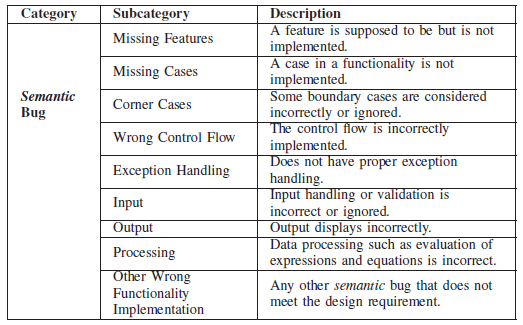 Category Subcategory Description
Missing Features A feature is supposed to be but is not
implemented.
Missing Cases A case in a functionality is not
implemented.
Semantic
Bug
Corner Cases Some boundary cases are considered
incorrectly or ignored.
Wrong Control Flow The control flow is incorrectly
implemented.
Exception Handling Does not have proper exception
handling.
Input Input handling or validation is
incorrect or ignored.
Output Output displays incorrectly.
Processing Data processing such as evaluation of
expressions and equations is incorrect.
Other Wrong
Functionality
Implementation
Any other semantic bug that does not
meet the design requirement.